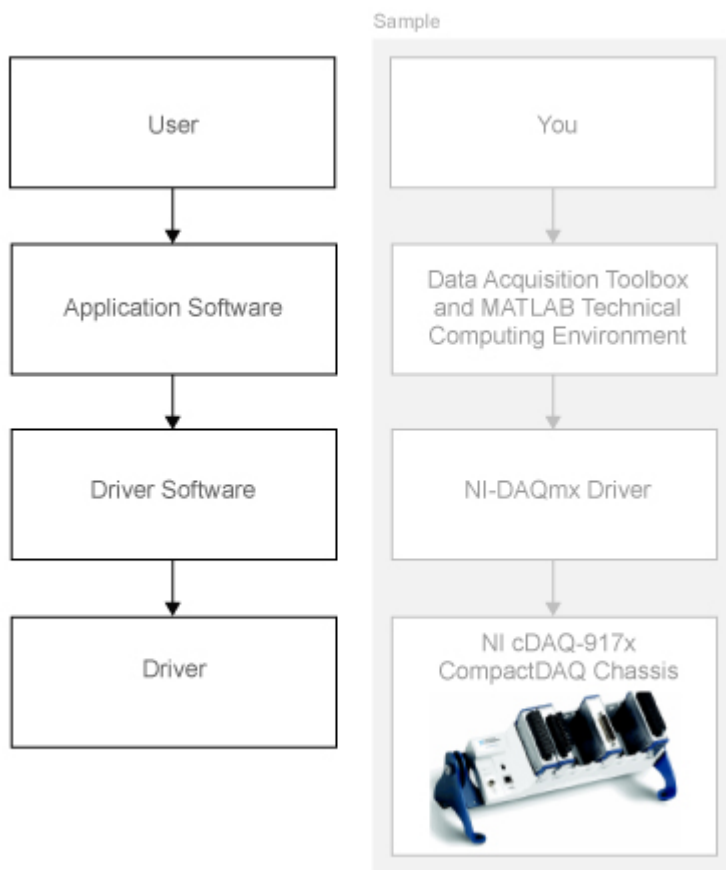 Sample
User
You
Application Software
Data Acquisition Toolbox
and MATLAB Technical
Computing Environment
Driver Software
NI-DAQmx Driver
Driver
NI cDAQ-917x
CompactDAQ Chassis